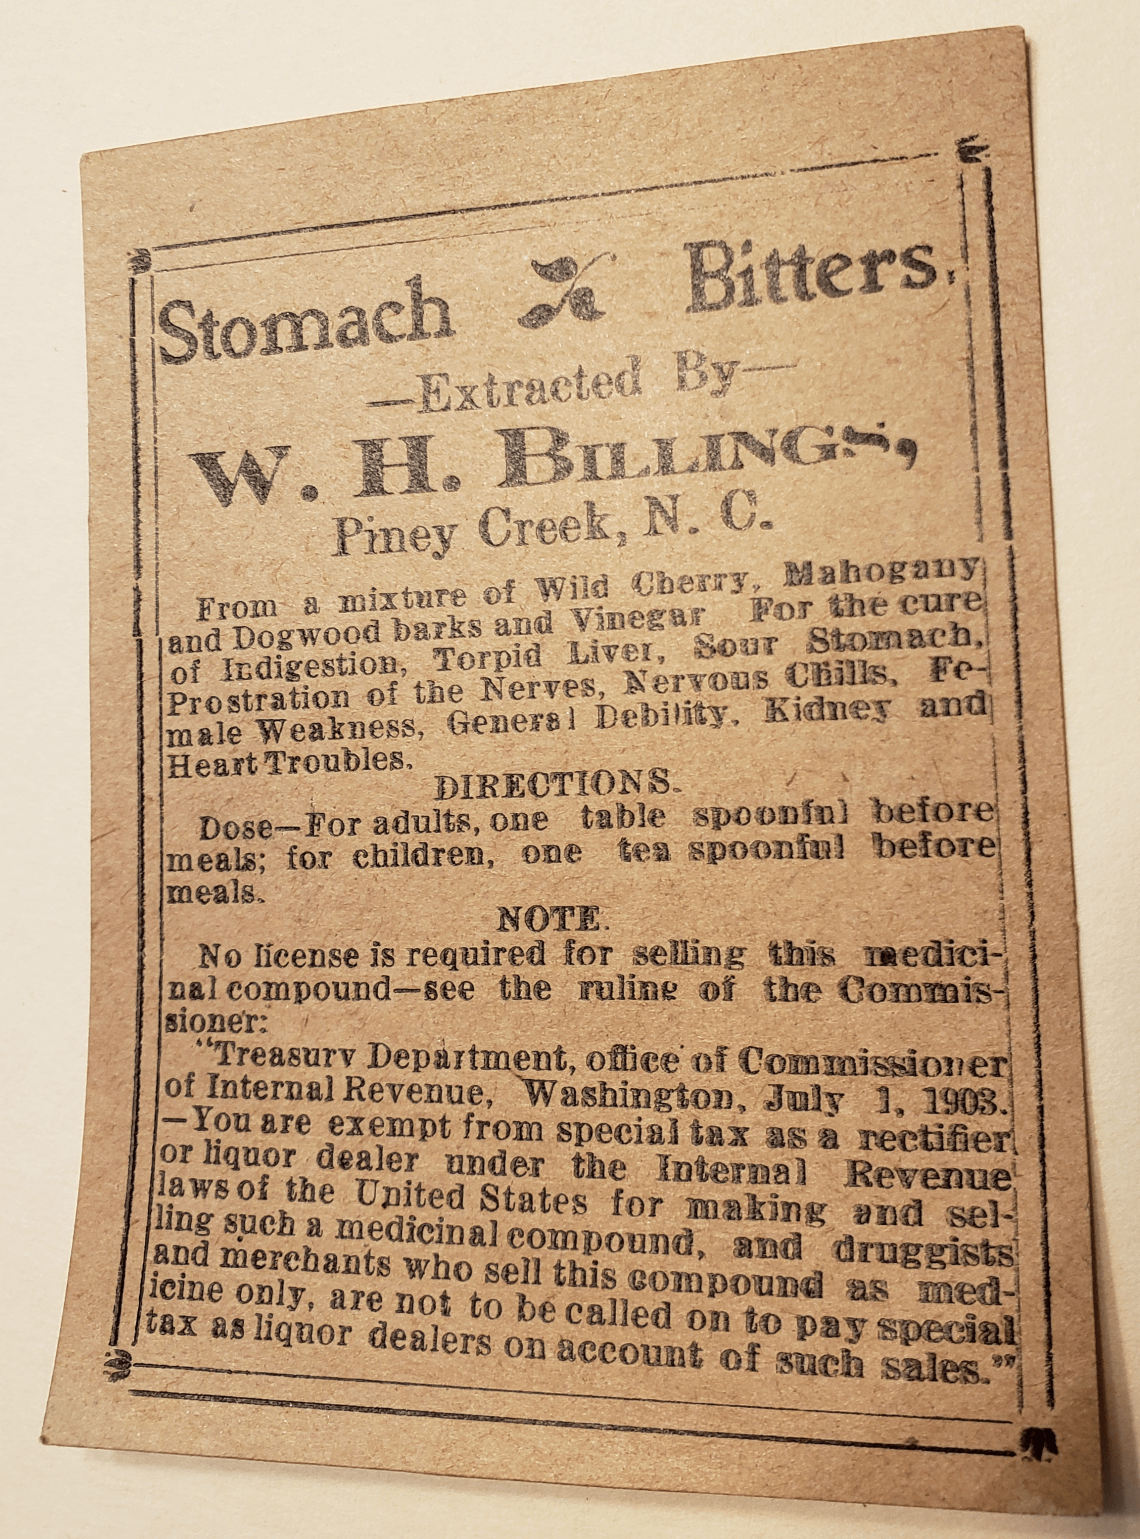 Stomach Bitters.
—Extracted By—
W. H. BILLINGS,
Piney Creek, N. C.
From a mixture of Wild Cherry, Mahogany
and Dogwood barks and Vinegar For the cure
of Indigestion, Torpid Liver, Sour Stomach,
Prostration of the Nerves, Nervous Chills, Fe-
male Weakness, General Debility, Kidney and
Heart Troubles.
DIRECTIONS.
Dose—For adults, one table spoonful before
meals; for children, one tea spoonful before
meals.
NOTE.
No license is required for selling this medici-
nal compound—see the ruling of the Commis-
sioner:
"Treasury Department, office of Commissioner
of Internal Revenue, Washington, July 1, 1903.
—You are exempt from special tax as a rectifier
or liquor dealer under the Internal Revenue
laws of the United States for making and sel-
ling such a medicinal compound, and druggists
and merchants who sell this compound as med-
icine only, are not to be called on to pay special
tax as liquor dealers on account of such sales."